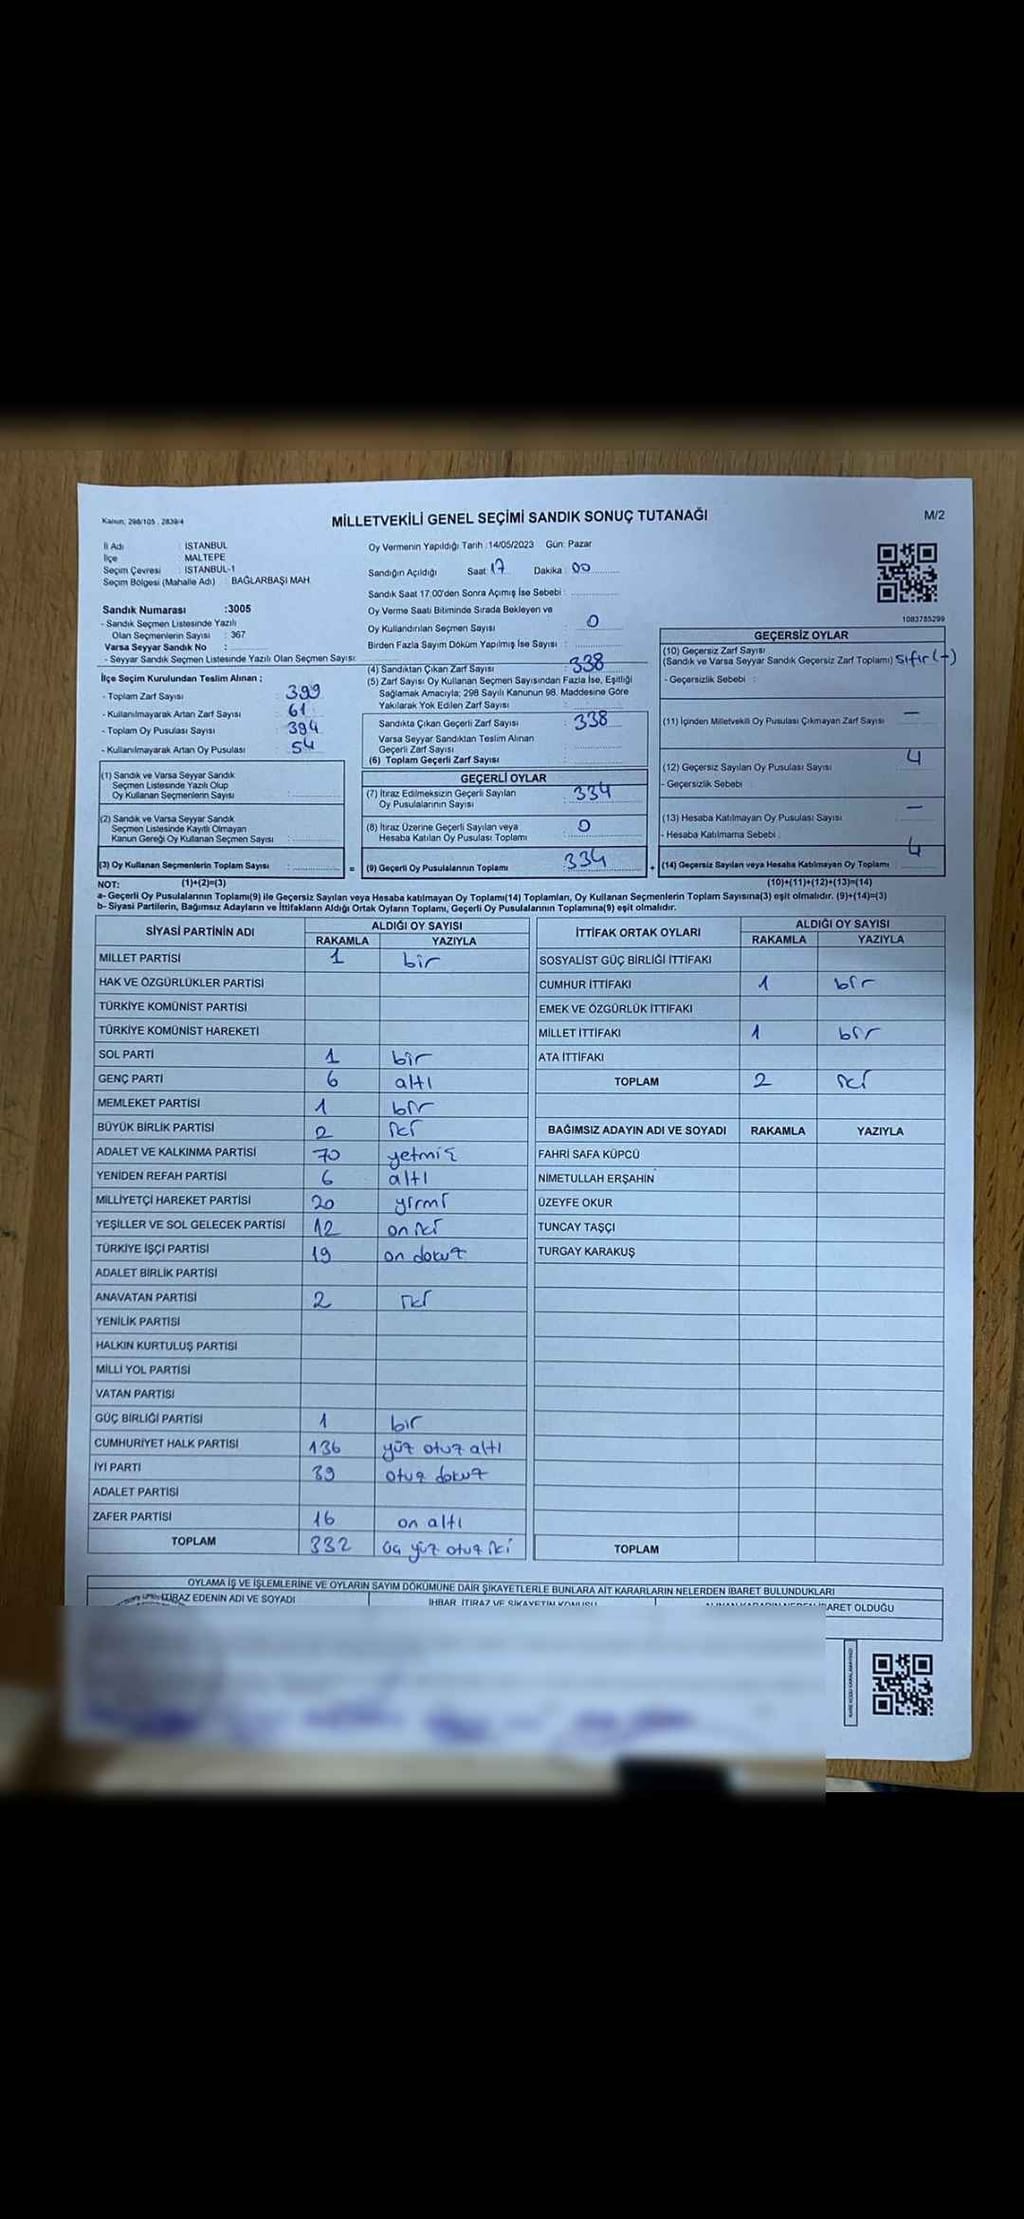 Kanun, 298/105 . 2839/4
MİLLETVEKİLİ GENEL SEÇİMİ SANDIK SONUÇ TUTANAĞI
M/2
İl Adı : İSTANBUL
İlçe : MALTEPE
Seçim Çevresi : İSTANBUL-1
Seçim Bölgesi (Mahalle Adı) : BAĞLARBAŞI MAH.
Sandık Numarası :3005
- Sandık Seçmen Listesinde Yazılı
Olan Seçmenlerin Sayısı : 367
Varsa Seyyar Sandık No :
- Seyyar Sandık Seçmen Listesinde Yazılı Olan Seçmen Sayısı:
Oy Vermenin Yapıldığı Tarih :14/05/2023 Gün: Pazar
Sandığın Açıldığı Saat: 17 Dakika : 00
Sandık Saat 17:00'den Sonra Açımış İse Sebebi :
Oy Verme Saati Bitiminde Sırada Bekleyen ve
Oy Kullandırılan Seçmen Sayısı : 0
Birden Fazla Sayım Döküm Yapılmış İse Sayısı :
1083785299
İlçe Seçim Kurulundan Teslim Alınan ;
- Toplam Zarf Sayısı : 399
- Kullanılmayarak Artan Zarf Sayısı : 61
- Toplam Oy Pusulası Sayısı : 394
- Kullanılmayarak Artan Oy Pusulası : 54
(1) Sandık ve Varsa Seyyar Sandık
Seçmen Listesinde Yazılı Olup
Oy Kullanan Seçmenlerin Sayısı :
(2) Sandık ve Varsa Seyyar Sandık
Seçmen Listesinde Kayıtlı Olmayan
Kanun Gereği Oy Kullanan Seçmen Sayısı :
(3) Oy Kullanan Seçmenlerin Toplam Sayısı :
=
(4) Sandıktan Çıkan Zarf Sayısı : 338
(5) Zarf Sayısı Oy Kullanan Seçmen Sayısından Fazla İse, Eşitliği
Sağlamak Amacıyla; 298 Sayılı Kanunun 98. Maddesine Göre
Yakılarak Yok Edilen Zarf Sayısı :
Sandıkta Çıkan Geçerli Zarf Sayısı : 338
Varsa Seyyar Sandıktan Teslim Alınan
Geçerli Zarf Sayısı :
(6) Toplam Geçerli Zarf Sayısı :
GEÇERLİ OYLAR
(7) İtiraz Edilmeksizin Geçerli Sayılan : 334
Oy Pusulalarının Sayısı
(8) İtiraz Üzerine Geçerli Sayılan veya : 0
Hesaba Katılan Oy Pusulası Toplamı
(9) Geçerli Oy Pusulalarının Toplamı : 334
+
GEÇERSİZ OYLAR
(10) Geçersiz Zarf Sayısı
(Sandık ve Varsa Seyyar Sandık Geçersiz Zarf Toplamı) sıfır (-)
- Geçersizlik Sebebi :
(11) İçinden Milletvekili Oy Pusulası Çıkmayan Zarf Sayısı : —
(12) Geçersiz Sayılan Oy Pusulası Sayısı : 4
- Geçersizlik Sebebi
(13) Hesaba Katılmayan Oy Pusulası Sayısı : —
- Hesaba Katılmama Sebebi :
(14) Geçersiz Sayılan veya Hesaba Katılmayan Oy Toplamı : 4
NOT: (1)+(2)=(3) (10)+(11)+(12)+(13)=(14)
a- Geçerli Oy Pusulalarının Toplamı(9) ile Geçersiz Sayılan veya Hesaba katılmayan Oy Toplamı(14) Toplamları, Oy Kullanan Seçmenlerin Toplam Sayısına(3) eşit olmalıdır. (9)+(14)=(3)
b- Siyasi Partilerin, Bağımsız Adayların ve İttifakların Aldığı Ortak Oyların Toplamı, Geçerli Oy Pusulalarının Toplamına(9) eşit olmalıdır.
SİYASİ PARTİNİN ADI ALDIĞI OY SAYISI
RAKAMLA YAZIYLA
MİLLET PARTİSİ 1 bir
HAK VE ÖZGÜRLÜKLER PARTİSİ
TÜRKİYE KOMÜNİST PARTİSİ
TÜRKİYE KOMÜNİST HAREKETİ
SOL PARTİ 1 bir
GENÇ PARTİ 6 altı
MEMLEKET PARTİSİ 1 bir
BÜYÜK BİRLİK PARTİSİ 2 iki
ADALET VE KALKINMA PARTİSİ 70 yetmiş
YENİDEN REFAH PARTİSİ 6 altı
MİLLİYETÇİ HAREKET PARTİSİ 20 yirmi
YEŞİLLER VE SOL GELECEK PARTİSİ 12 on iki
TÜRKİYE İŞÇİ PARTİSİ 19 on dokuz
ADALET BİRLİK PARTİSİ
ANAVATAN PARTİSİ 2 iki
YENİLİK PARTİSİ
HALKIN KURTULUŞ PARTİSİ
MİLLİ YOL PARTİSİ
VATAN PARTİSİ
GÜÇ BİRLİĞİ PARTİSİ 1 bir
CUMHURİYET HALK PARTİSİ 136 yüz otuz altı
İYİ PARTİ 39 otuz dokuz
ADALET PARTİSİ
ZAFER PARTİSİ 16 on altı
TOPLAM 332 üç yüz otuz iki
İTTİFAK ORTAK OYLARI ALDIĞI OY SAYISI
RAKAMLA YAZIYLA
SOSYALİST GÜÇ BİRLİĞİ İTTİFAKI
CUMHUR İTTİFAKI 1 bir
EMEK VE ÖZGÜRLÜK İTTİFAKI
MİLLET İTTİFAKI 1 bir
ATA İTTİFAKI
TOPLAM 2 iki
BAĞIMSIZ ADAYIN ADI VE SOYADI RAKAMLA YAZIYLA
FAHRİ SAFA KÜPCÜ
NİMETULLAH ERŞAHİN
ÜZEYFE OKUR
TUNCAY TAŞÇI
TURGAY KARAKUŞ
TOPLAM
OYLAMA İŞ VE İŞLEMLERİNE VE OYLARIN SAYIM DÖKÜMÜNE DAİR ŞİKAYETLERLE BUNLARA AİT KARARLARIN NELERDEN İBARET BULUNDUKLARI
İTİRAZ EDENİN ADI VE SOYADI
İHBAR, İTİRAZ VE ŞİKAYETİN KONUSU
İBARET OLDUĞU